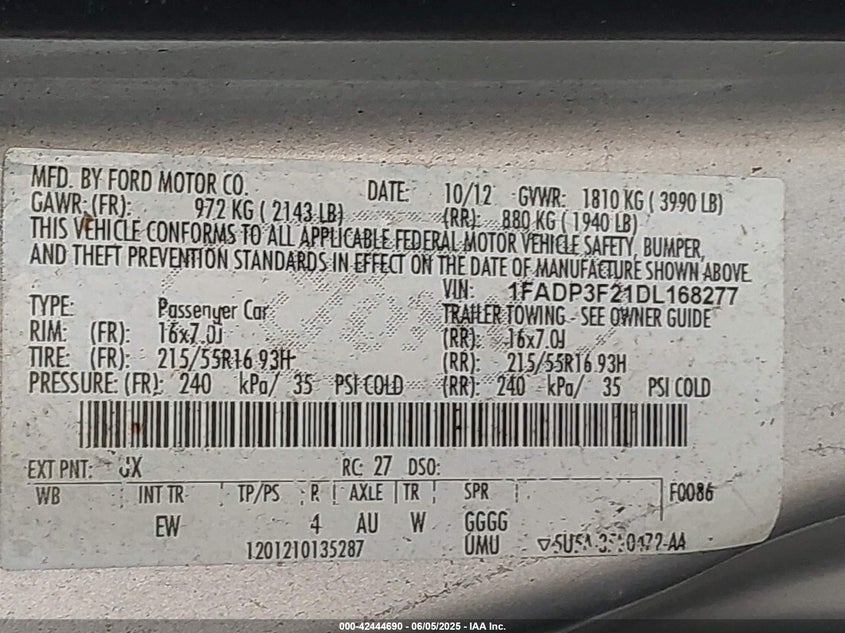 MFD. BY FORD MOTOR CO. DATE: 10/12 GVWR: 1810 KG ( 3990 LB)
GAWR: (FR): 972 KG ( 2143 LB) (RR): 880 KG ( 1940 LB)
THIS VEHICLE CONFORMS TO ALL APPLICABLE FEDERAL MOTOR VEHICLE SAFETY, BUMPER,
AND THEFT PREVENTION STANDARDS IN EFFECT ON THE DATE OF MANUFACTURE SHOWN ABOVE.
VIN: 1FADP3F21DL168277
TYPE: Passenger Car TRAILER TOWING - SEE OWNER GUIDE
RIM: (FR): 16x7.0J (RR): 16x7.0J
TIRE: (FR): 215/55R16 93H (RR): 215/55R16 93H
PRESSURE: (FR): 240 kPa/ 35 PSI COLD (RR): 240 kPa/ 35 PSI COLD
EXT PNT: RC: 27 DSO:
WB INT TR TP/PS R AXLE TR SPR F0086
EW 4 AU W GGGG
1201210135287 UMU
000-42444690 - 06/05/2025 - IAA Inc.